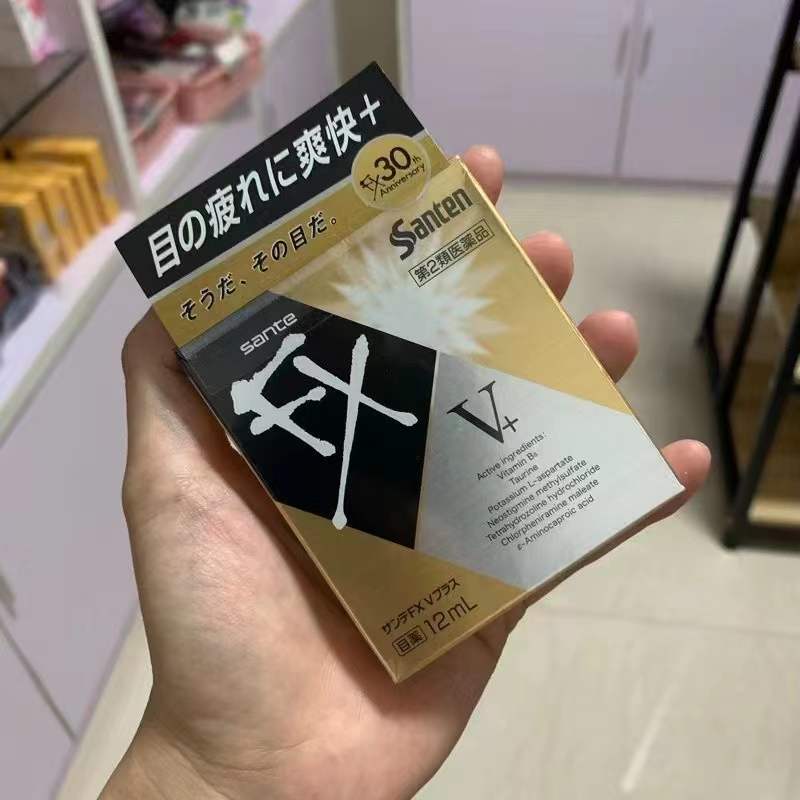 目の疲れに爽快+
FX30th
Anniversary
そうだ、その目だ。
Santen
第2類医薬品
sante
FX
V+
Active ingredients:
Vitamin B6
Taurine
Potassium L-aspartate
Neostigmine methylsulfate
Tetrahydrozoline hydrochloride
Chlorpheniramine maleate
ε-Aminocaproic acid
サンテFX Vプラス
目薬 12mL